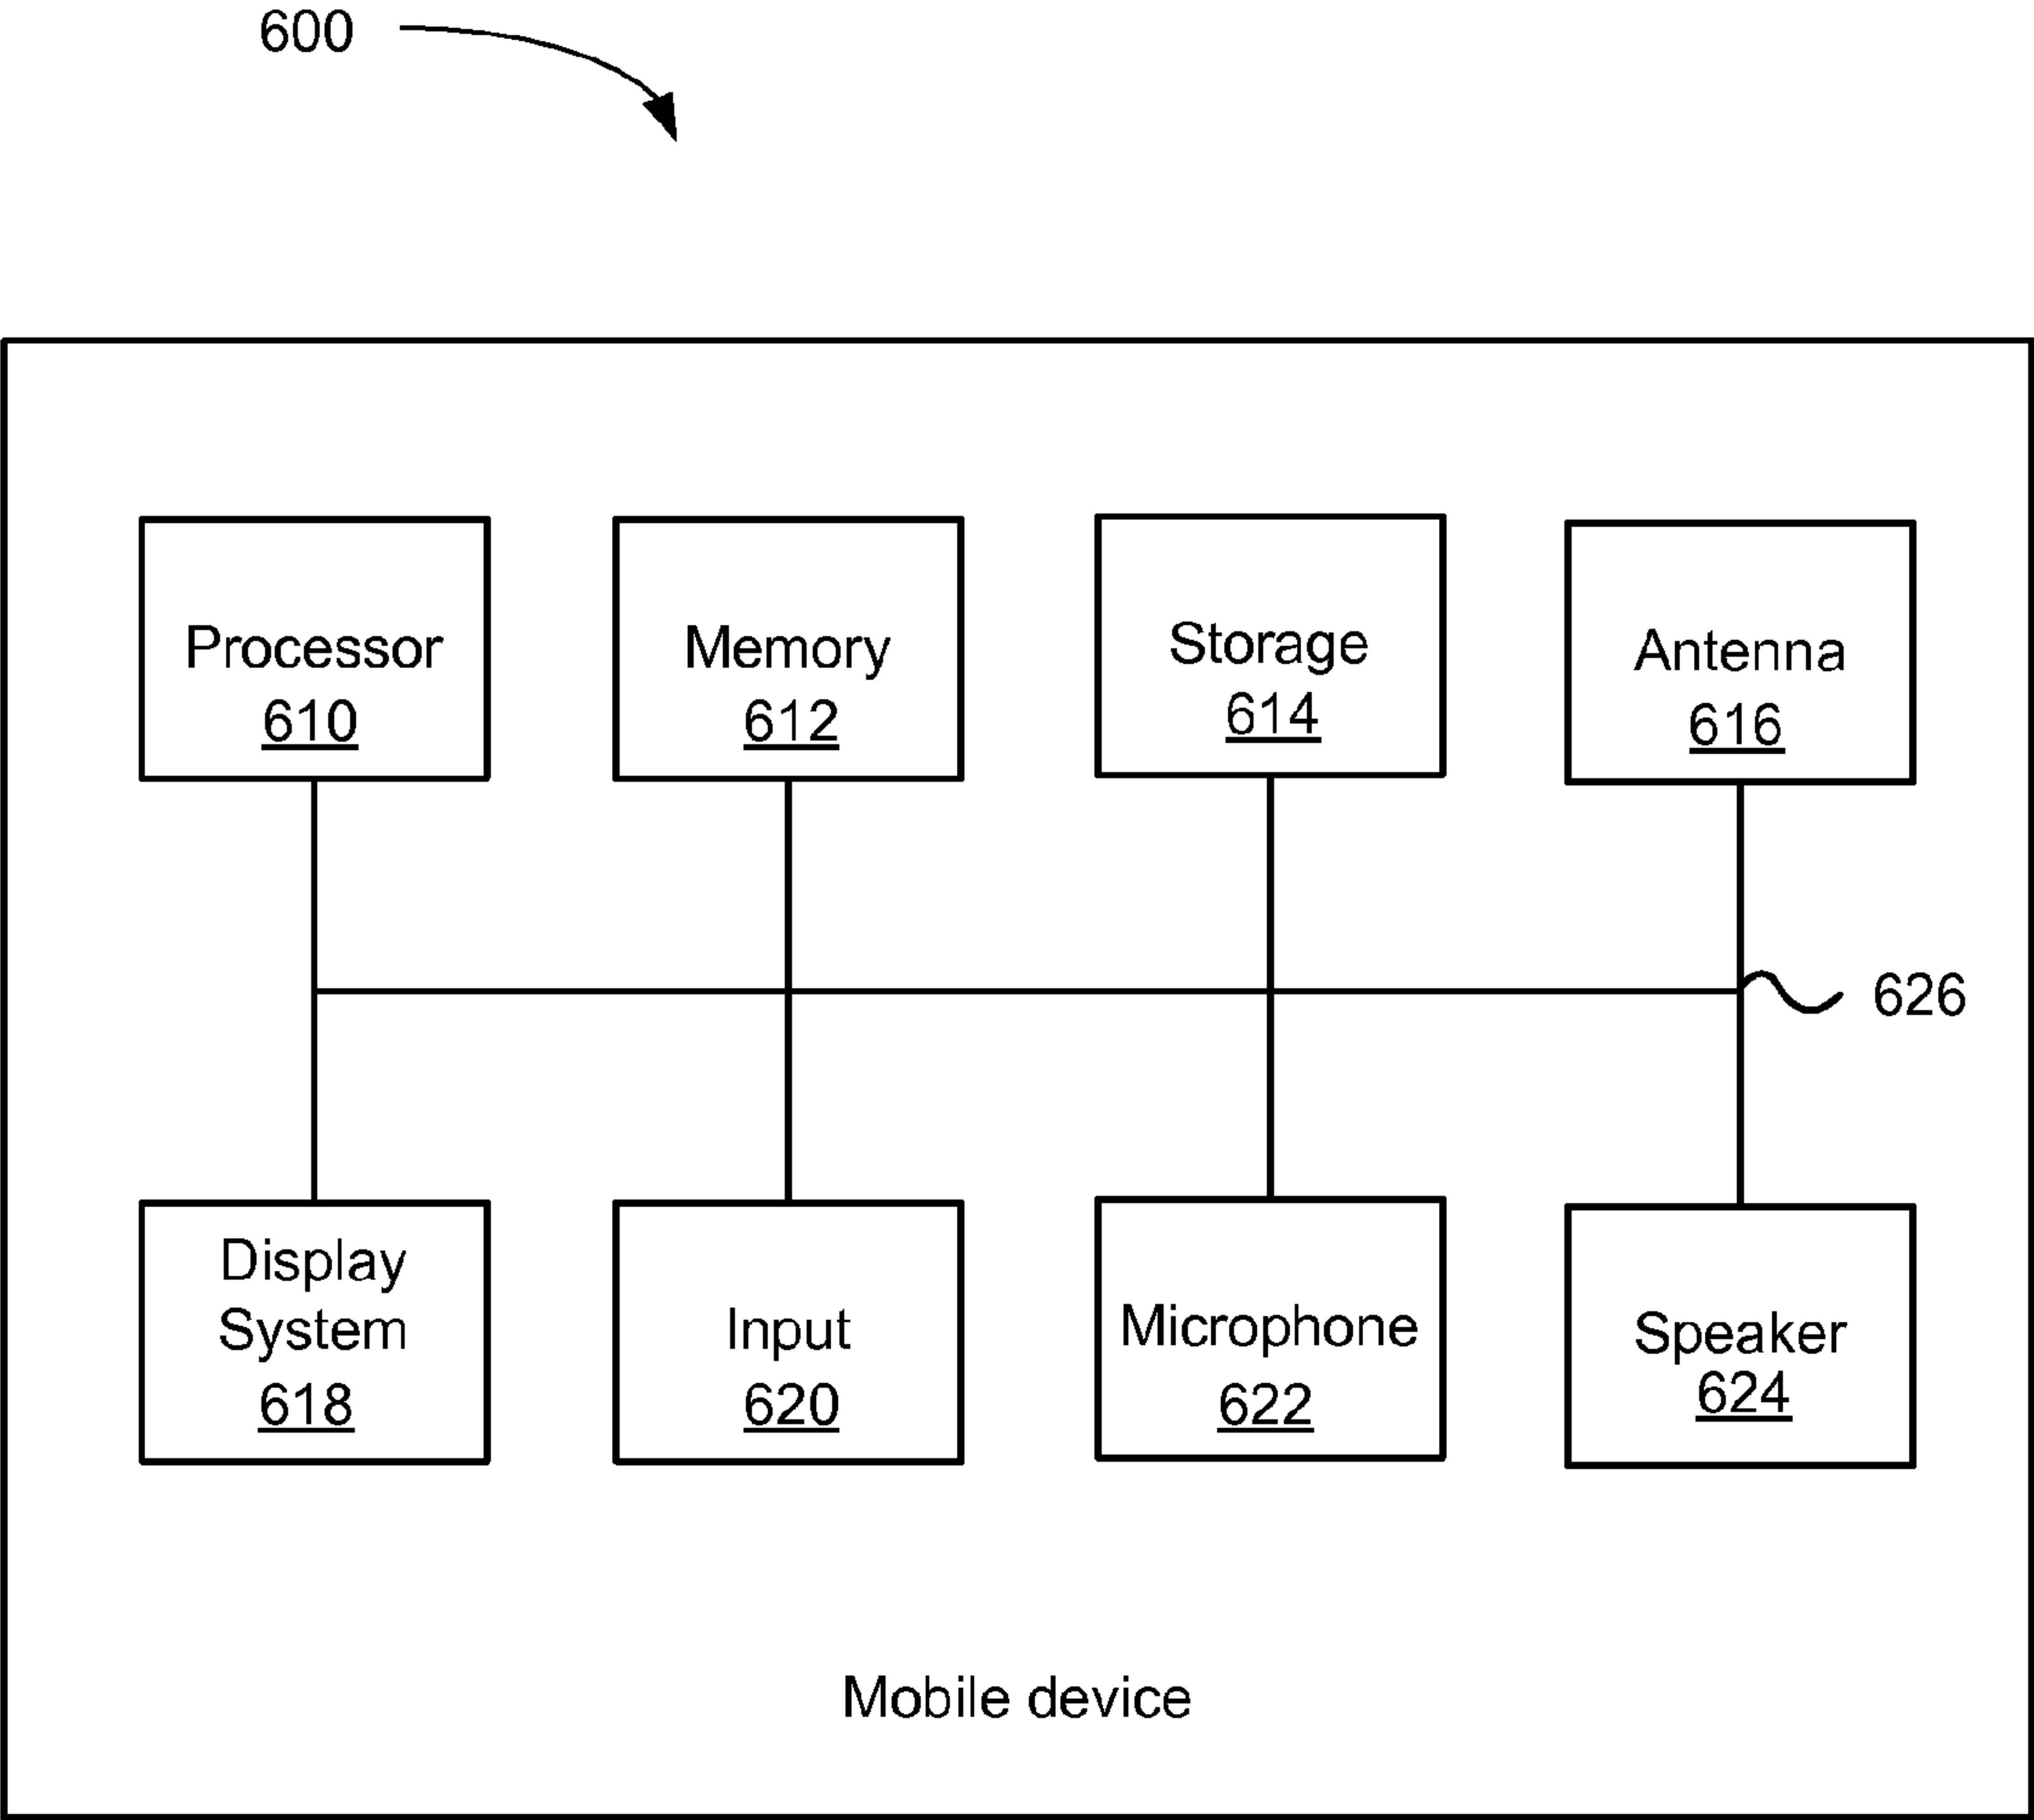 600
Processor
610
Memory
612
Storage
614
Antenna
616
626
Display
System
618
Input
620
Microphone
622
Speaker
624
Mobile device